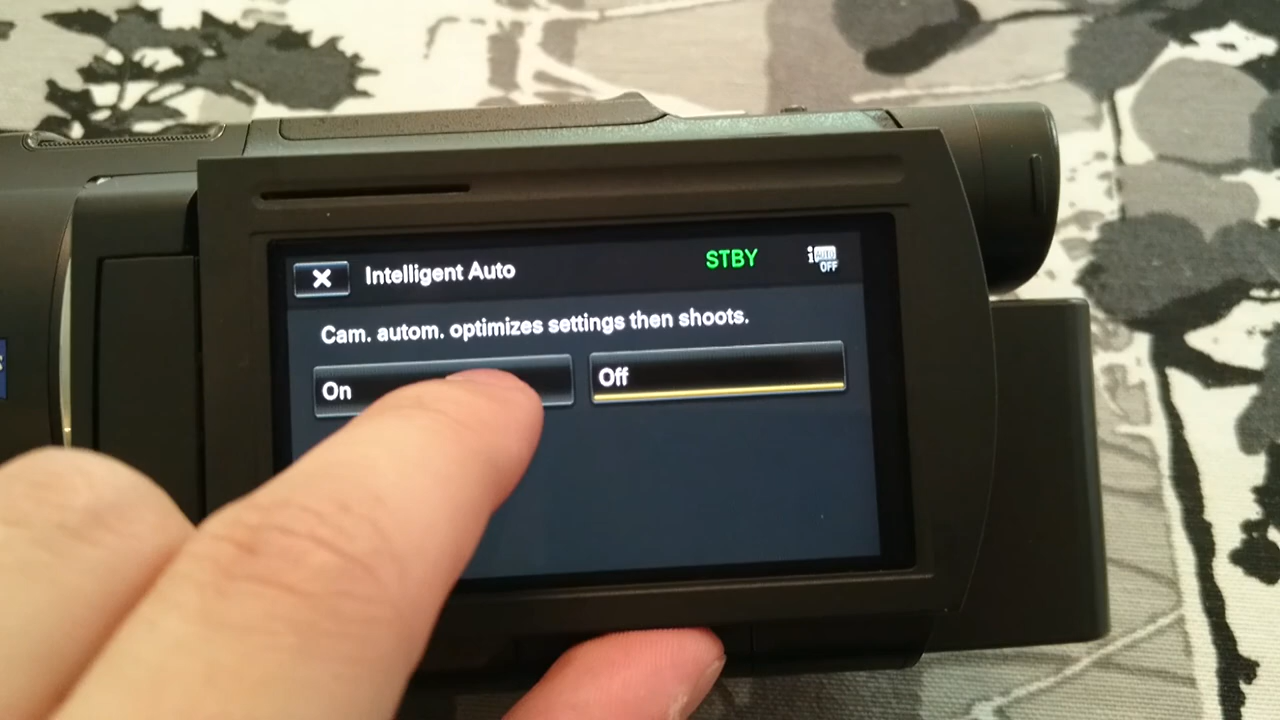 Intelligent Auto
STBY
iAUTO
OFF
Cam. autom. optimizes settings then shoots.
On
Off